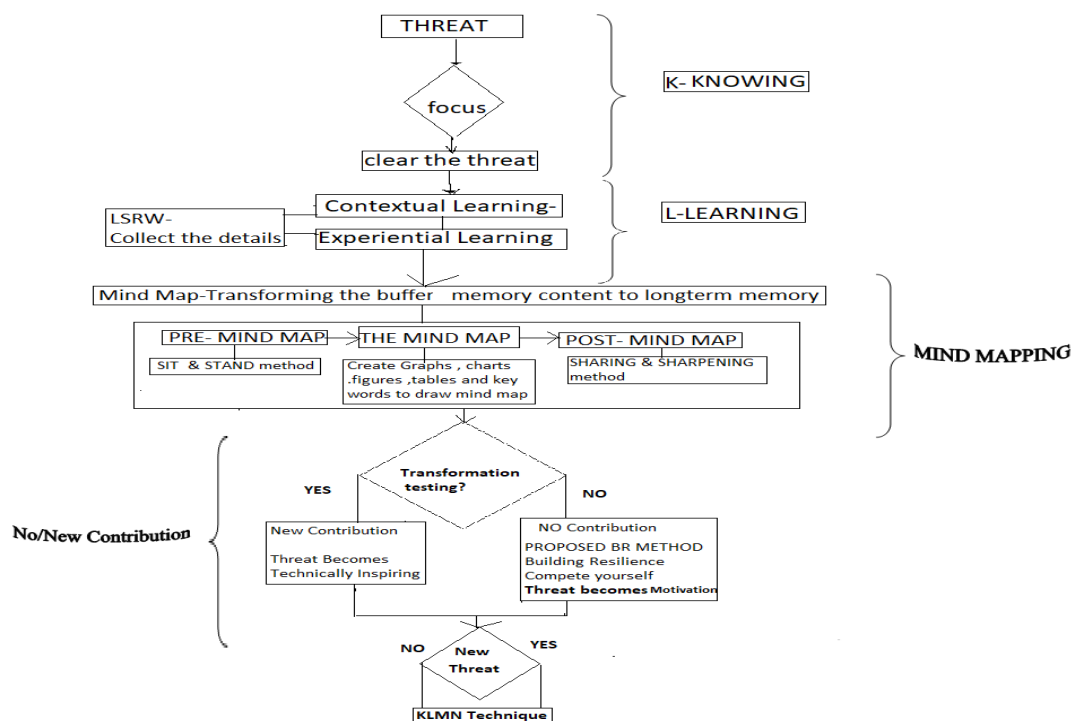 THREAT
K- KNOWING
focus
clear the threat
Contextual Learning-
LSRW-
Collect the details
Experiential Learning
L-LEARNING
Mind Map-Transforming the buffer memory content to longterm memory
PRE- MIND MAP
THE MIND MAP
POST- MIND MAP
SIT & STAND method
Create Graphs , charts
.figures ,tables and key
words to draw mind map
SHARING & SHARPENING
method
MIND MAPPING
Transformation
testing?
YES
NO
No/New Contribution
New Contribution
Threat Becomes
Technically Inspiring
NO Contribution
PROPOSED BR METHOD
Building Resilience
Compete yourself
Threat becomes Motivation
NO
YES
New
Threat
KLMN Technique